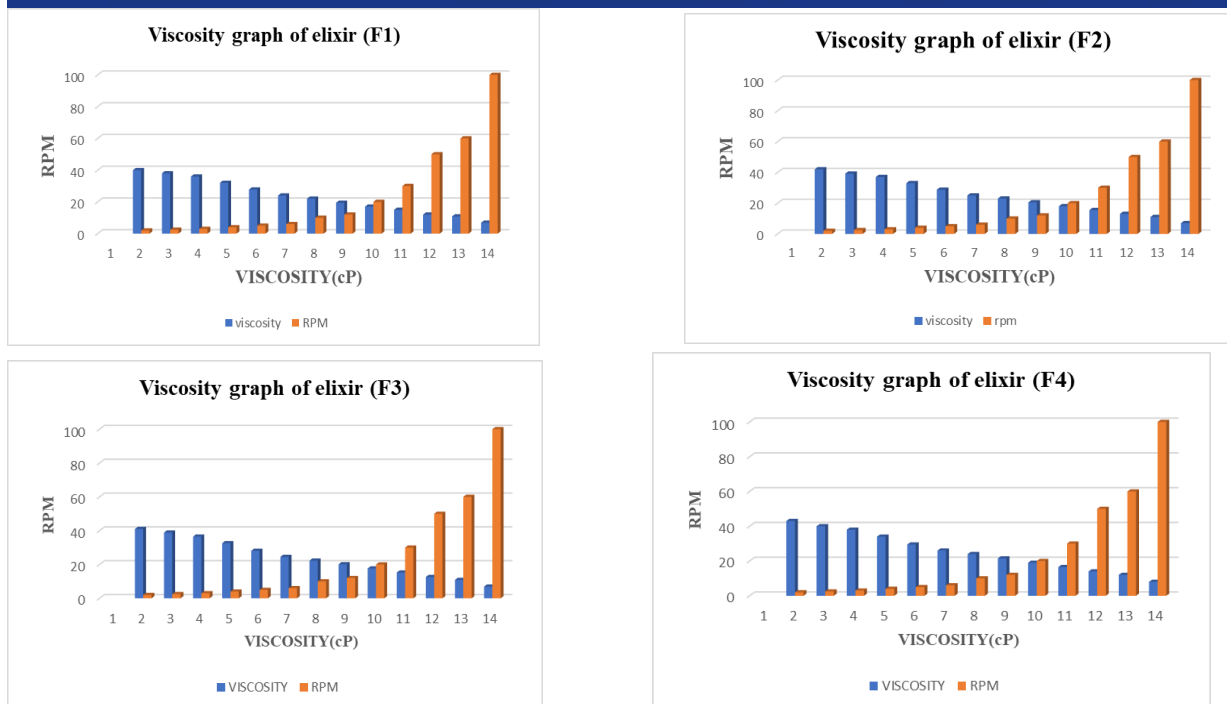 Viscosity graph of elixir (F1)
100
80
60
40
20
0
RPM
1 2 3 4 5 6 7 8 9 10 11 12 13 14
VISCOSITY(cP)
viscosity RPM
Viscosity graph of elixir (F2)
100
80
60
40
20
0
RPM
1 2 3 4 5 6 7 8 9 10 11 12 13 14
VISCOSITY(cP)
viscosity rpm
Viscosity graph of elixir (F3)
100
80
60
40
20
0
RPM
1 2 3 4 5 6 7 8 9 10 11 12 13 14
VISCOSITY(cP)
VISCOSITY RPM
Viscosity graph of elixir (F4)
100
80
60
40
20
0
RPM
1 2 3 4 5 6 7 8 9 10 11 12 13 14
VISCOSITY(cP)
VISCOSITY RPM